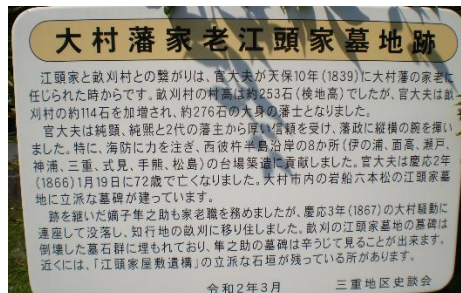 大村藩家老江頭家墓地跡
江頭家と畝刈村との繋がりは、官大夫が天保10年(1839)に大村藩の家老に
任じられた時からです。畝刈村の村高は約253石(検地高)でしたが、官大夫は畝
刈村の約114石を加増され、約276石の大身の藩士となりました。
官大夫は純顕、純熈と2代の藩主から厚い信頼を受け、藩政に縦横の腕を揮い
ました。特に、海防に力を注ぎ、西彼杵半島沿岸の8か所(伊の浦、面高、瀬戸、
神浦、三重、式見、手熊、松島)の台場築造に貢献しました。官大夫は慶応2年
(1866)1月19日に72歳で亡くなりました。大村市内の岩船六本松の江頭家墓
地に立派な墓碑が建っています。
跡を継いだ嫡子隼之助も家老職を務めましたが、慶応3年(1867)の大村騒動に
連座して没落し、知行地の畝刈に移り住しました。畝刈の江頭家墓地の墓碑は
倒壊した墓石群に埋もれており、隼之助の墓碑は辛うじて見ることが出来ます。
近くには、「江頭家屋敷遺構」の立派な石垣が残っている所があります。
令和2年3月 三重地区史談会